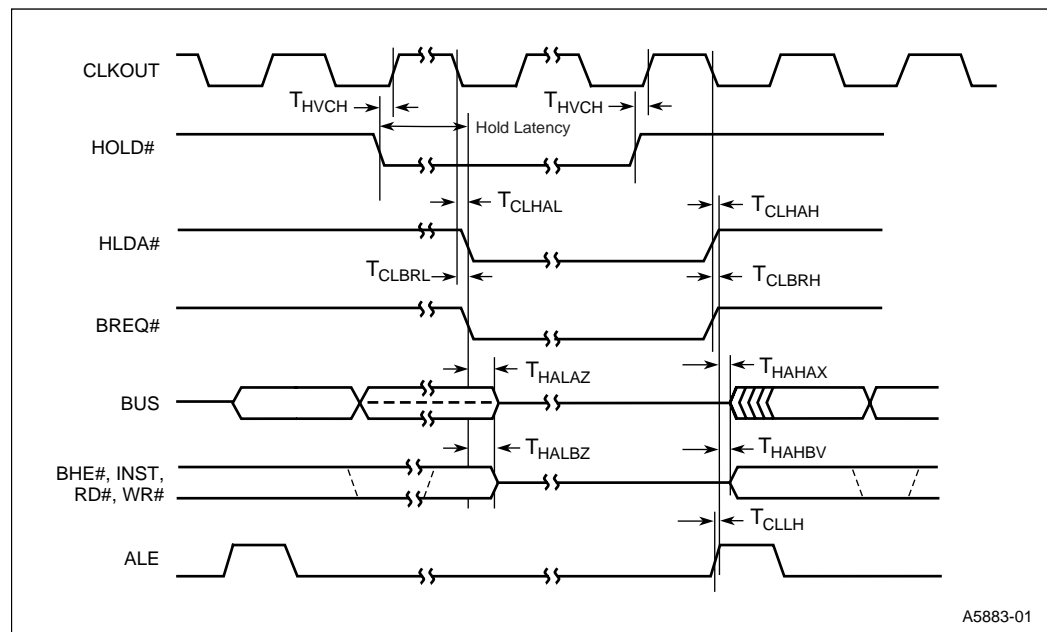 CLKOUT
THVCH
THVCH
Hold Latency
HOLD#
TCLHAL
TCLHAH
HLDA#
TCLBRL
TCLBRH
BREQ#
THALAZ
THAHAX
BUS
THALBZ
THAHBV
BHE#, INST,
RD#, WR#
TCLLH
ALE
A5883-01